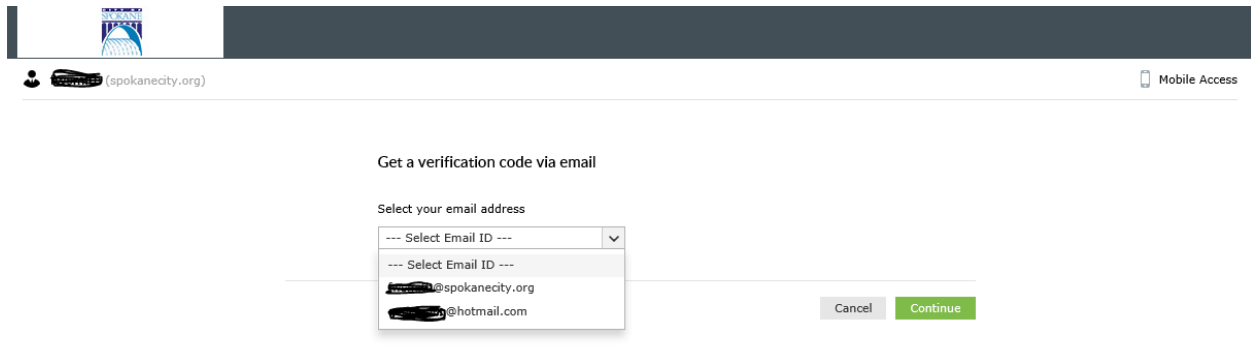 SPOKANE
(spokanecity.org)
Mobile Access
Get a verification code via email
Select your email address
--- Select Email ID ---
--- Select Email ID ---
@spokanecity.org
@hotmail.com
Cancel
Continue